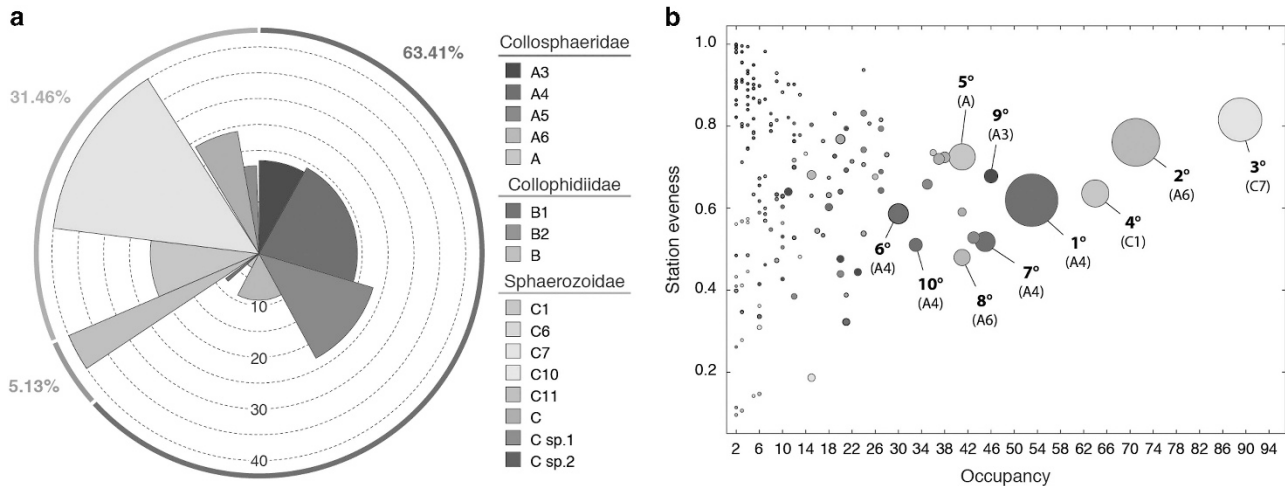 a
63.41%
31.46%
5.13%
10
20
30
40
Collosphaeridae
A3
A4
A5
A6
A
Collophidiidae
B1
B2
B
Sphaerozoidae
C1
C6
C7
C10
C11
C
C sp.1
C sp.2
b
Station eveness
1.0
0.8
0.6
0.4
0.2
5°
(A)
9°
(A3)
3°
(C7)
2°
(A6)
4°
(C1)
1°
(A4)
6°
(A4)
10°
(A4)
7°
(A4)
8°
(A6)
2 6 10 14 18 22 26 30 34 38 42 46 50 54 58 62 66 70 74 78 82 86 90 94
Occupancy